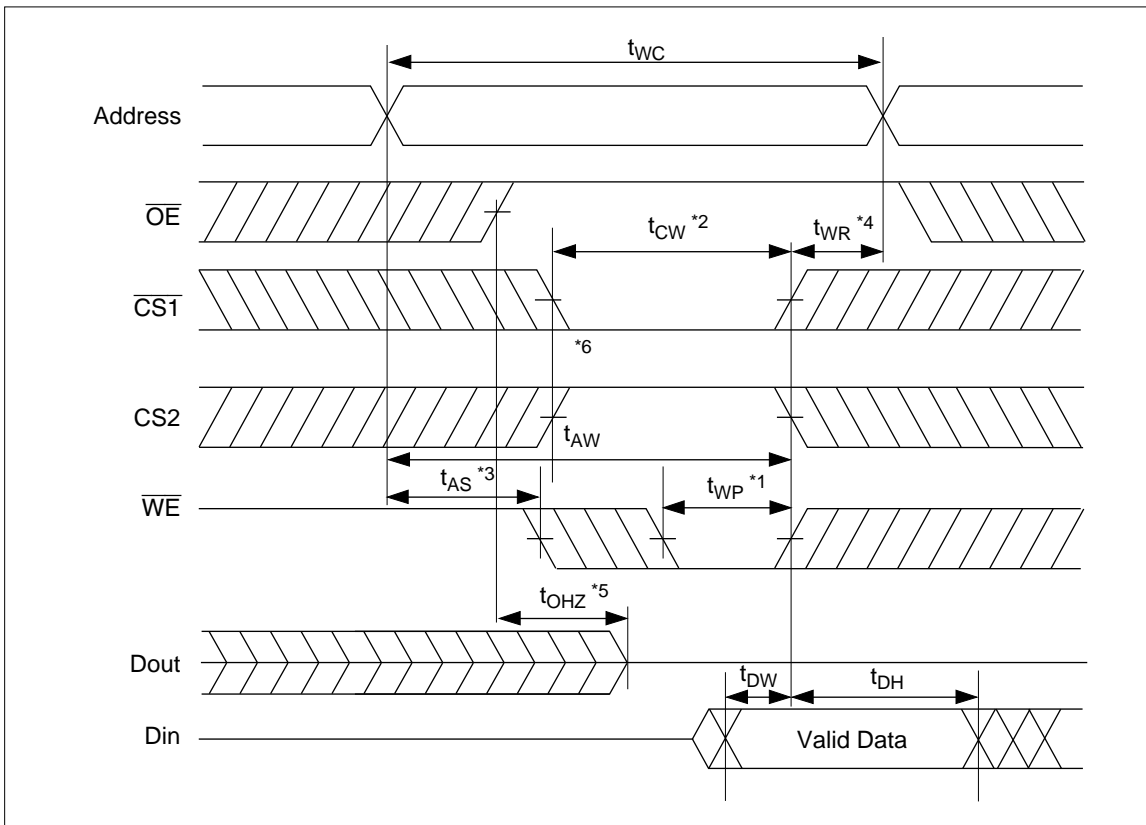 tWC
Address
OE
tCW *2
tWR *4
CS1
*6
CS2
tAW
tAS *3
tWP *1
WE
tOHZ *5
Dout
tDW
tDH
Din
Valid Data